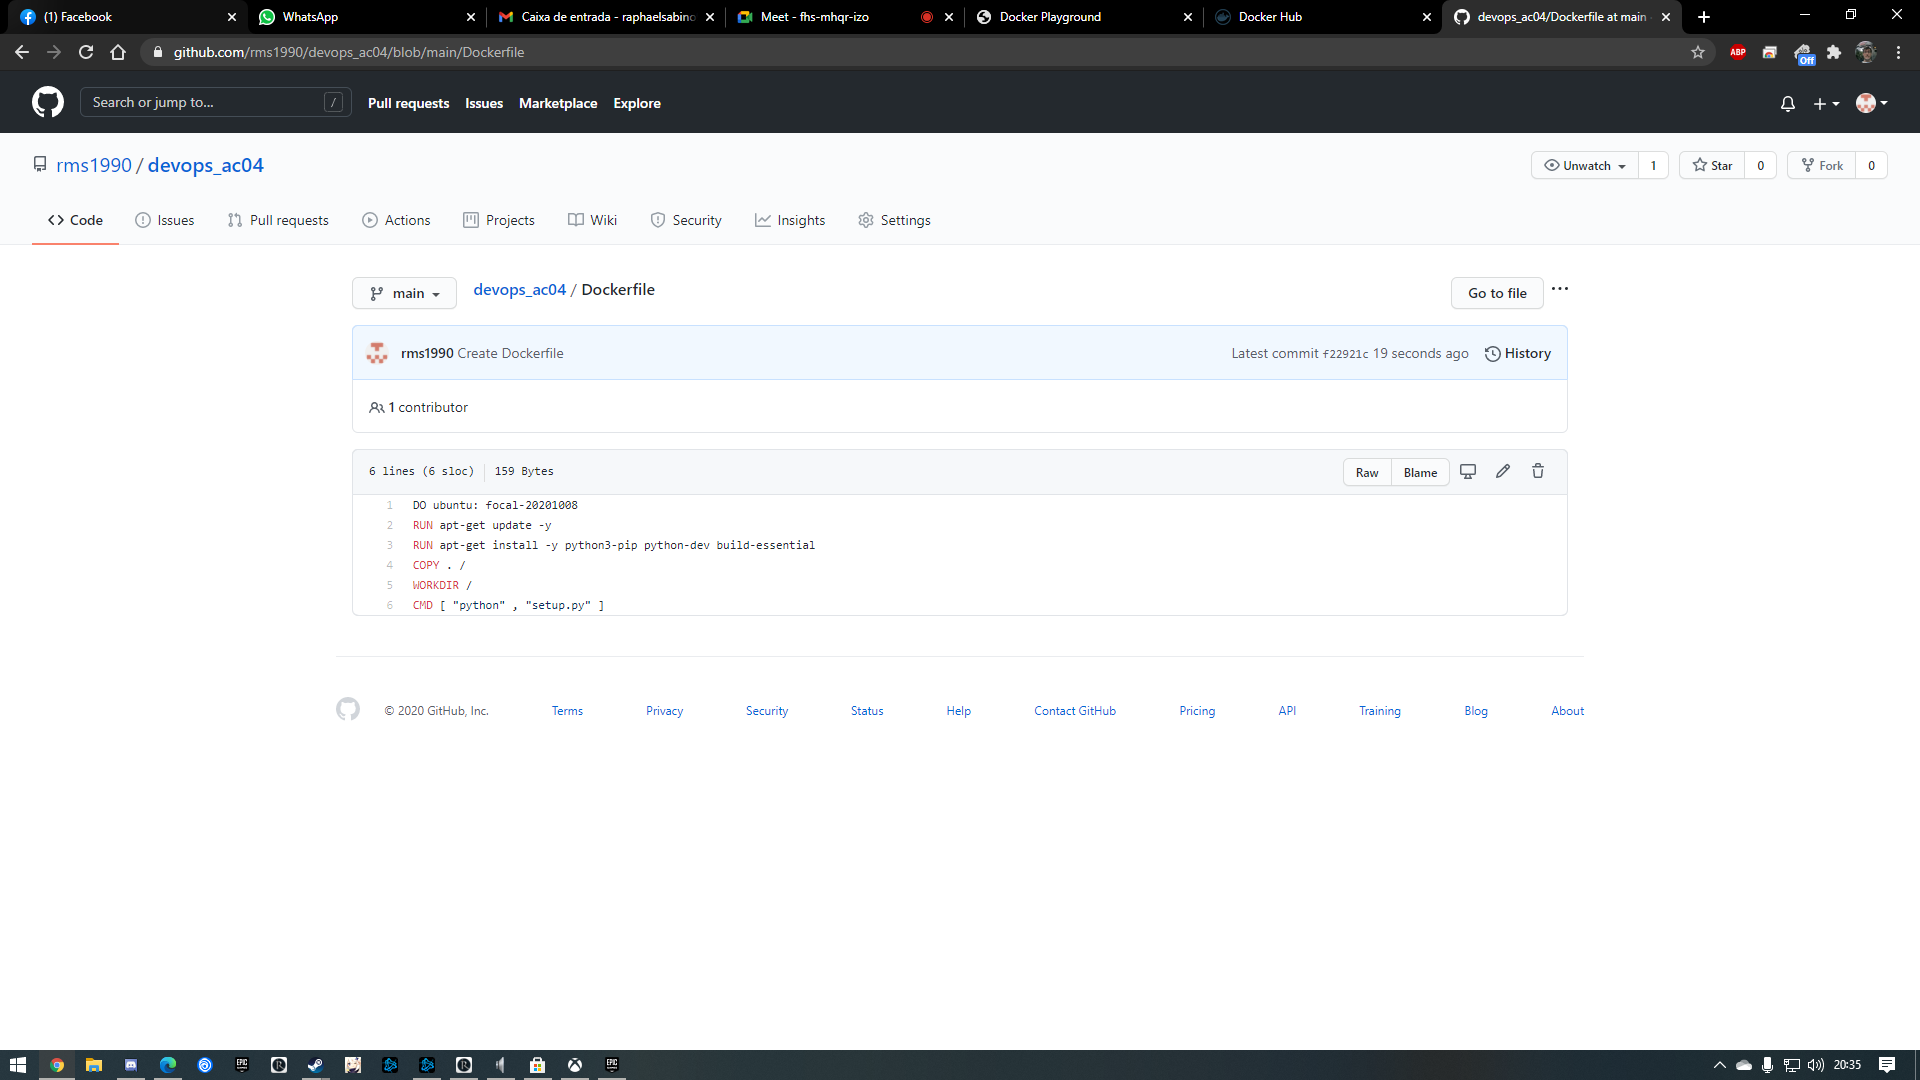 (1) Facebook
WhatsApp
Caixa de entrada - raphaelsabino
Meet - fhs-mhqr-izo
Docker Playground
Docker Hub
devops_ac04/Dockerfile at main
github.com/rms1990/devops_ac04/blob/main/Dockerfile
ABP
Off
Search or jump to...
/
Pull requests
Issues
Marketplace
Explore
rms1990 / devops_ac04
Unwatch 1
Star 0
Fork 0
Code
Issues
Pull requests
Actions
Projects
Wiki
Security
Insights
Settings
main
devops_ac04 / Dockerfile
Go to file
rms1990 Create Dockerfile
Latest commit f22921c 19 seconds ago
History
1 contributor
6 lines (6 sloc) 159 Bytes
Raw
Blame
1 DO ubuntu: focal-20201008
2 RUN apt-get update -y
3 RUN apt-get install -y python3-pip python-dev build-essential
4 COPY . /
5 WORKDIR /
6 CMD [ "python" , "setup.py" ]
© 2020 GitHub, Inc.
Terms
Privacy
Security
Status
Help
Contact GitHub
Pricing
API
Training
Blog
About
EPIC
EPIC
20:35